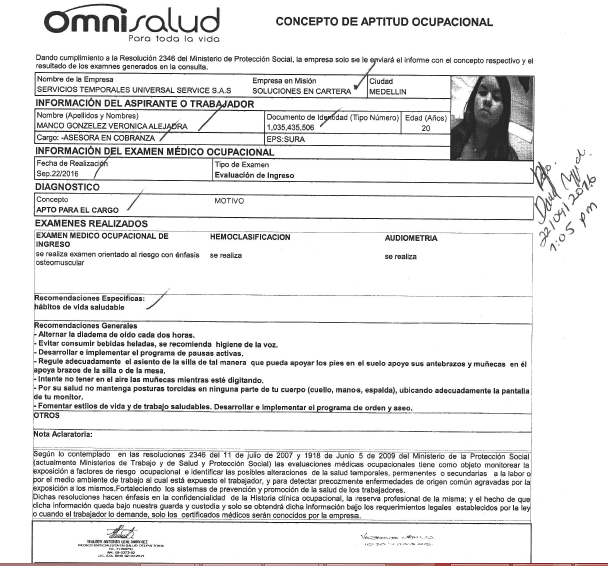 Omnisalud
Para toda la vida
CONCEPTO DE APTITUD OCUPACIONAL
Dando cumplimiento a la Resolución 2346 del Ministerio de Protección Social, la empresa solo se le enviará el informe con el concepto respectivo y el
resultado de los examnes generados en la consulta.
Nombre de la Empresa Empresa en Misión Ciudad
SERVICIOS TEMPORALES UNIVERSAL SERVICE S.A.S SOLUCIONES EN CARTERA MEDELLIN
INFORMACIÓN DEL ASPIRANTE O TRABAJADOR
Nombre (Apellidos y Nombres) Documento de Identidad (Tipo Número) Edad (Años)
MANCO GONZELEZ VERONICA ALEJADRA 1,035,435,506 20
Cargo: -ASESORA EN COBRANZA EPS:SURA
INFORMACIÓN DEL EXAMEN MÉDICO OCUPACIONAL
Fecha de Realización Tipo de Examen
Sep.22/2016 Evaluación de Ingreso
DIAGNOSTICO
Concepto MOTIVO
APTO PARA EL CARGO
EXAMENES REALIZADOS
EXAMEN MEDICO OCUPACIONAL DE HEMOCLASIFICACION AUDIOMETRIA
INGRESO
se realiza examen orientado al riesgo con énfasis se realiza se realiza
osteomuscular
Recomendaciones Especificas:
hábitos de vida saludable
Recomendaciones Generales
- Alternar la diadema de oido cada dos horas.
- Evitar consumir bebidas heladas, se recomienda higiene de la voz.
- Desarrollar e implementar el programa de pausas activas.
- Regule adecuadamente el asiento de la silla de tal manera que pueda apoyar los pies en el suelo apoye sus antebrazos y muñecas en él
apoya brazos de la silla o de la mesa.
- Intente no tener en el aire las muñecas mientras esté digitando.
- Por su salud no mantenga posturas torcidas en ninguna parte de tu cuerpo (cuello, manos, espalda), ubicando adecuadamente la pantalla
de tu monitor.
- Fomentar estilos de vida y de trabajo saludables. Desarrollar e implementar el programa de orden y aseo.
OTROS
Nota Aclaratoria:
Según lo contemplado en las resoluciones 2346 del 11 de julio de 2007 y 1918 de Junio 5 de 2009 del Ministerio de la Protección Social
(actualmente Ministerios de Trabajo y de Salud y Protección Social) las evaluaciones médicas ocupacionales tiene como objeto monitorear la
exposición a factores de riesgo ocupacional e identificar las posibles alteraciones de la salud temporales, permanentes o secundarias a la labor o
por el medio ambiente de trabajo al cual está expuesto el trabajador, y para detectar precozmente enfermedades de origen común agravadas por la
exposición a los mismos.Fortaleciendo los sistemas de prevención y promoción de la salud de los trabajadores.
Dichas resoluciones hacen énfasis en la confidencialidad de la Historia clínica ocupacional, la reserva profesional de la misma; y el hecho de que
dicha información queda bajo nuestra guarda y custodia y solo se obtendrá dicha información bajo los requerimientos legales establecidos por la ley
o cuando el trabajador lo demande, solo los certificados médicos serán conocidos por la empresa.
1:05 pm